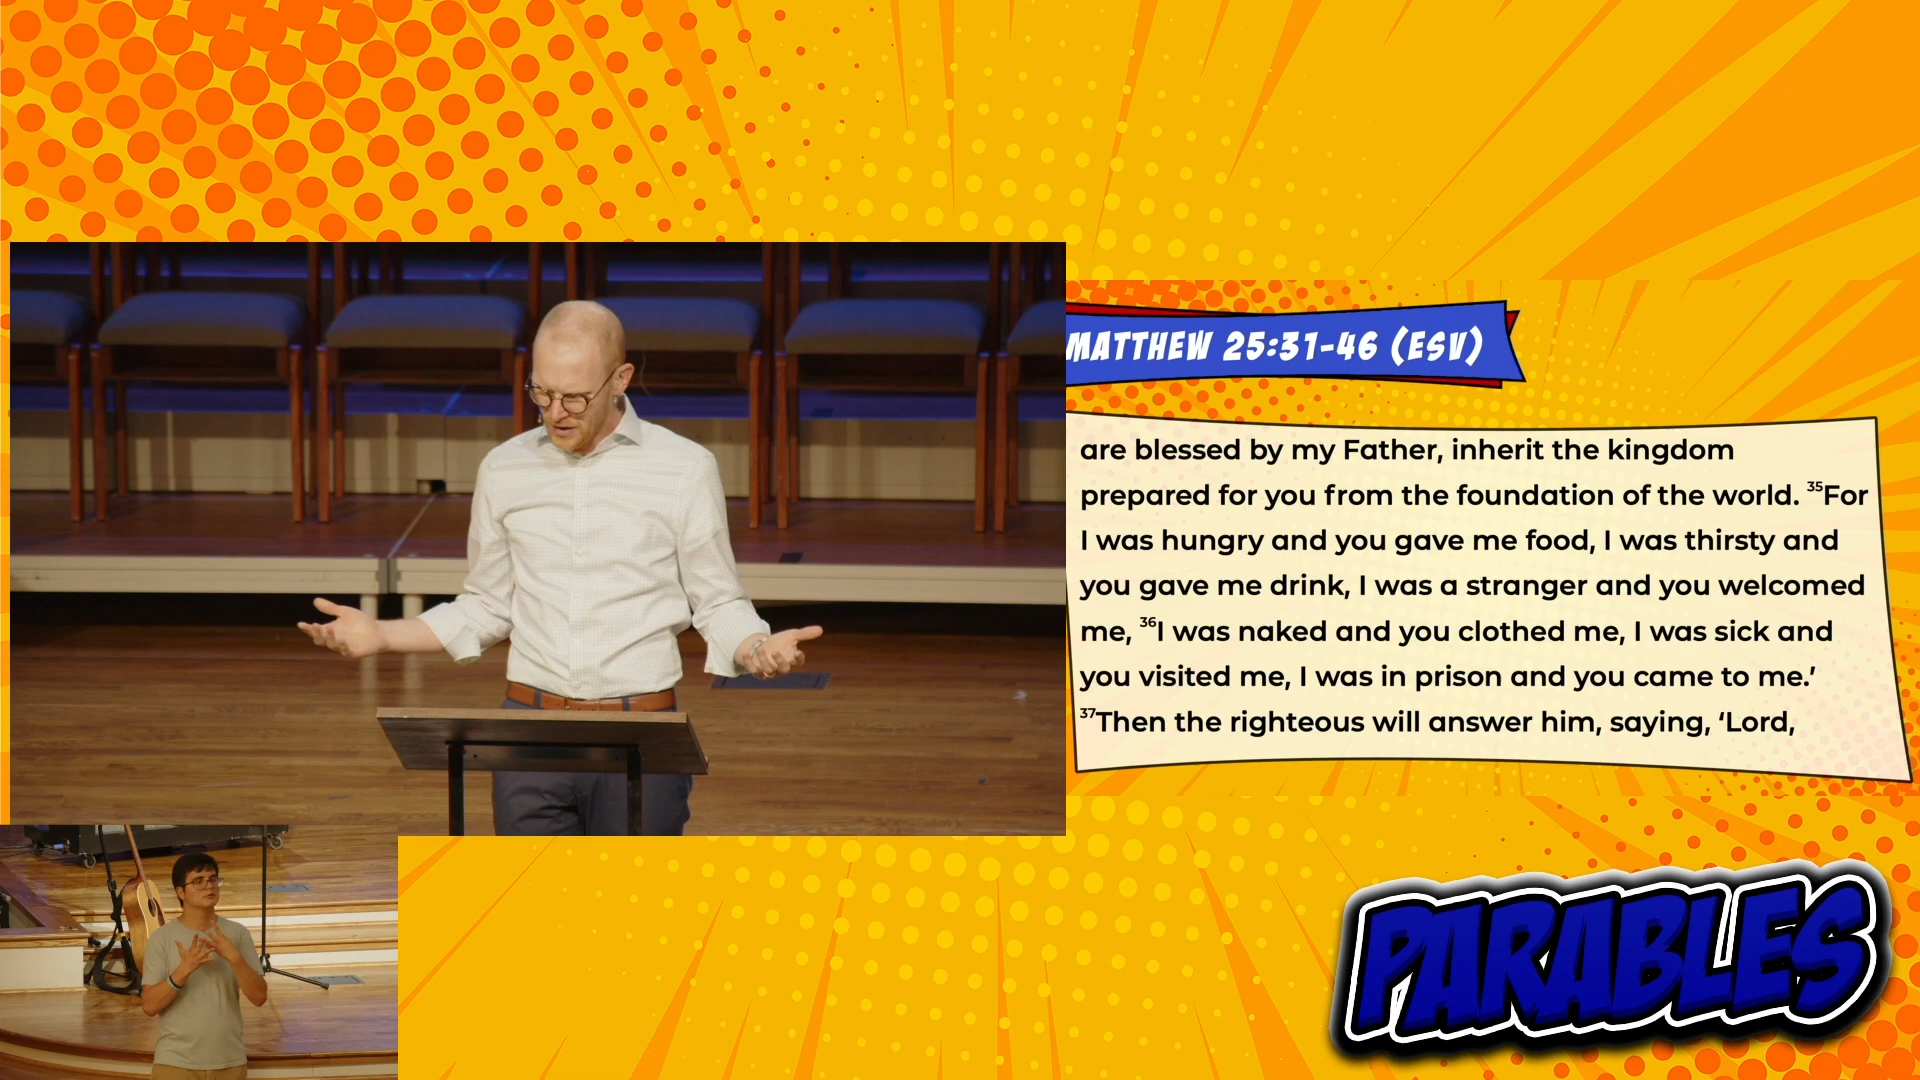 MATTHEW 25:31-46 (ESV)
are blessed by my Father, inherit the kingdom
prepared for you from the foundation of the world. 35For
I was hungry and you gave me food, I was thirsty and
you gave me drink, I was a stranger and you welcomed
me, 36I was naked and you clothed me, I was sick and
you visited me, I was in prison and you came to me.’
37Then the righteous will answer him, saying, ‘Lord,
PARABLES